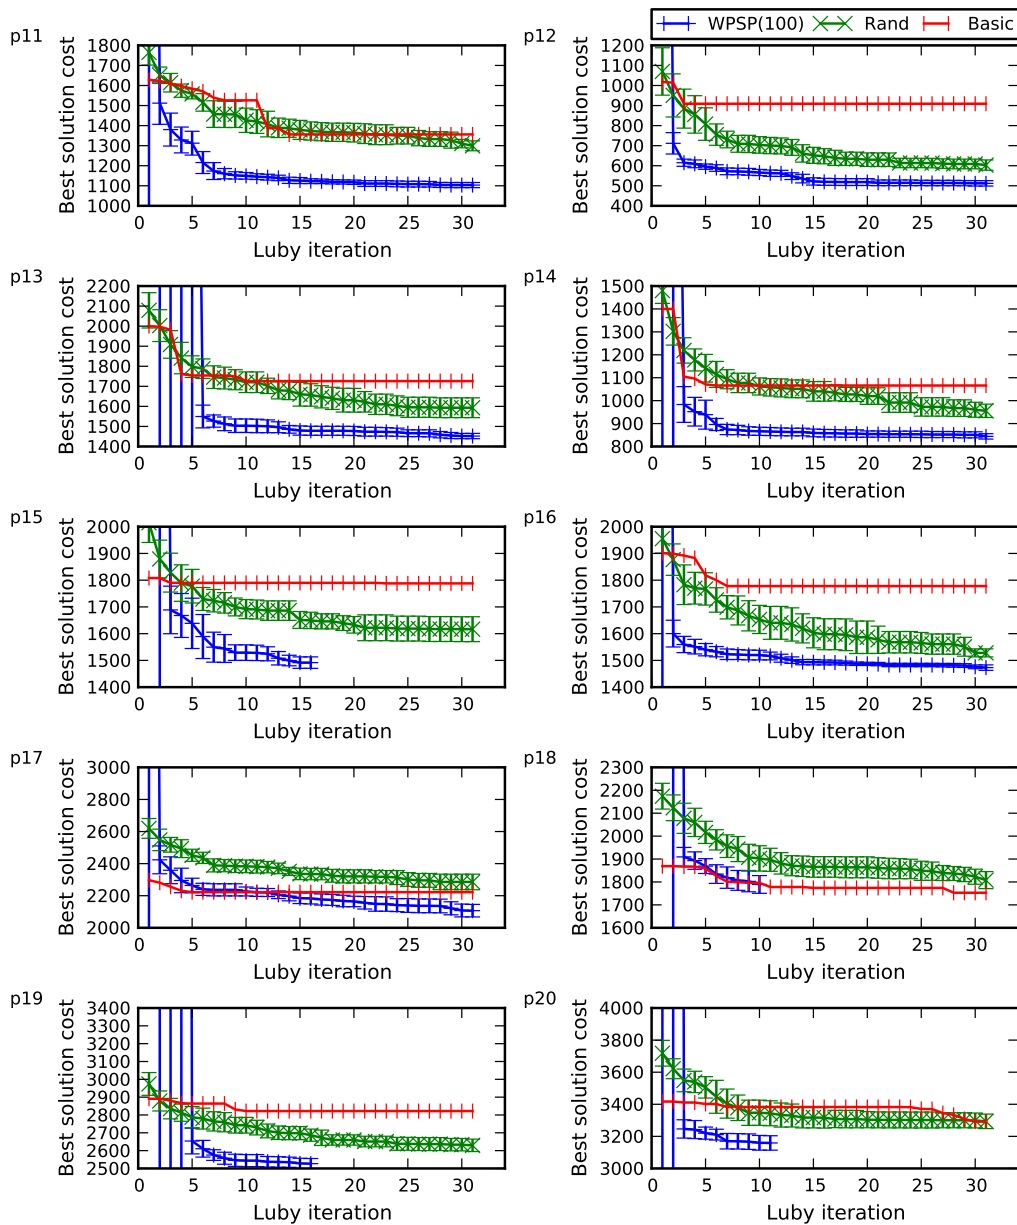 WPSP(100) Rand Basic
p11
Best solution cost
1800
1700
1600
1500
1400
1300
1200
1100
1000
0 5 10 15 20 25 30
Luby iteration
p12
Best solution cost
1200
1100
1000
900
800
700
600
500
400
0 5 10 15 20 25 30
Luby iteration
p13
Best solution cost
2200
2100
2000
1900
1800
1700
1600
1500
1400
0 5 10 15 20 25 30
Luby iteration
p14
Best solution cost
1500
1400
1300
1200
1100
1000
900
800
0 5 10 15 20 25 30
Luby iteration
p15
Best solution cost
2000
1900
1800
1700
1600
1500
1400
0 5 10 15 20 25 30
Luby iteration
p16
Best solution cost
2000
1900
1800
1700
1600
1500
1400
0 5 10 15 20 25 30
Luby iteration
p17
Best solution cost
3000
2800
2600
2400
2200
2000
0 5 10 15 20 25 30
Luby iteration
p18
Best solution cost
2300
2200
2100
2000
1900
1800
1700
1600
0 5 10 15 20 25 30
Luby iteration
p19
Best solution cost
3400
3300
3200
3100
3000
2900
2800
2700
2600
2500
0 5 10 15 20 25 30
Luby iteration
p20
Best solution cost
4000
3800
3600
3400
3200
3000
0 5 10 15 20 25 30
Luby iteration